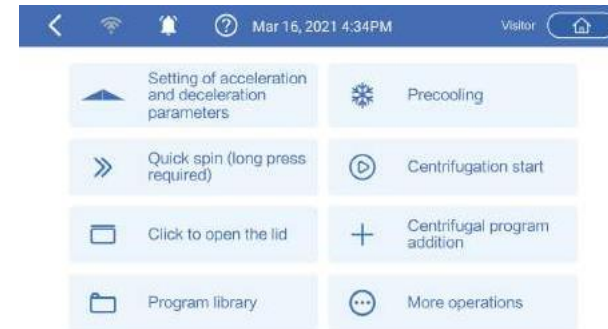 Mar 16, 2021 4:34PM
Visitor
Setting of acceleration
and deceleration
parameters
Precooling
Quick spin (long press
required)
Centrifugation start
Click to open the lid
Centrifugal program
addition
Program library
More operations